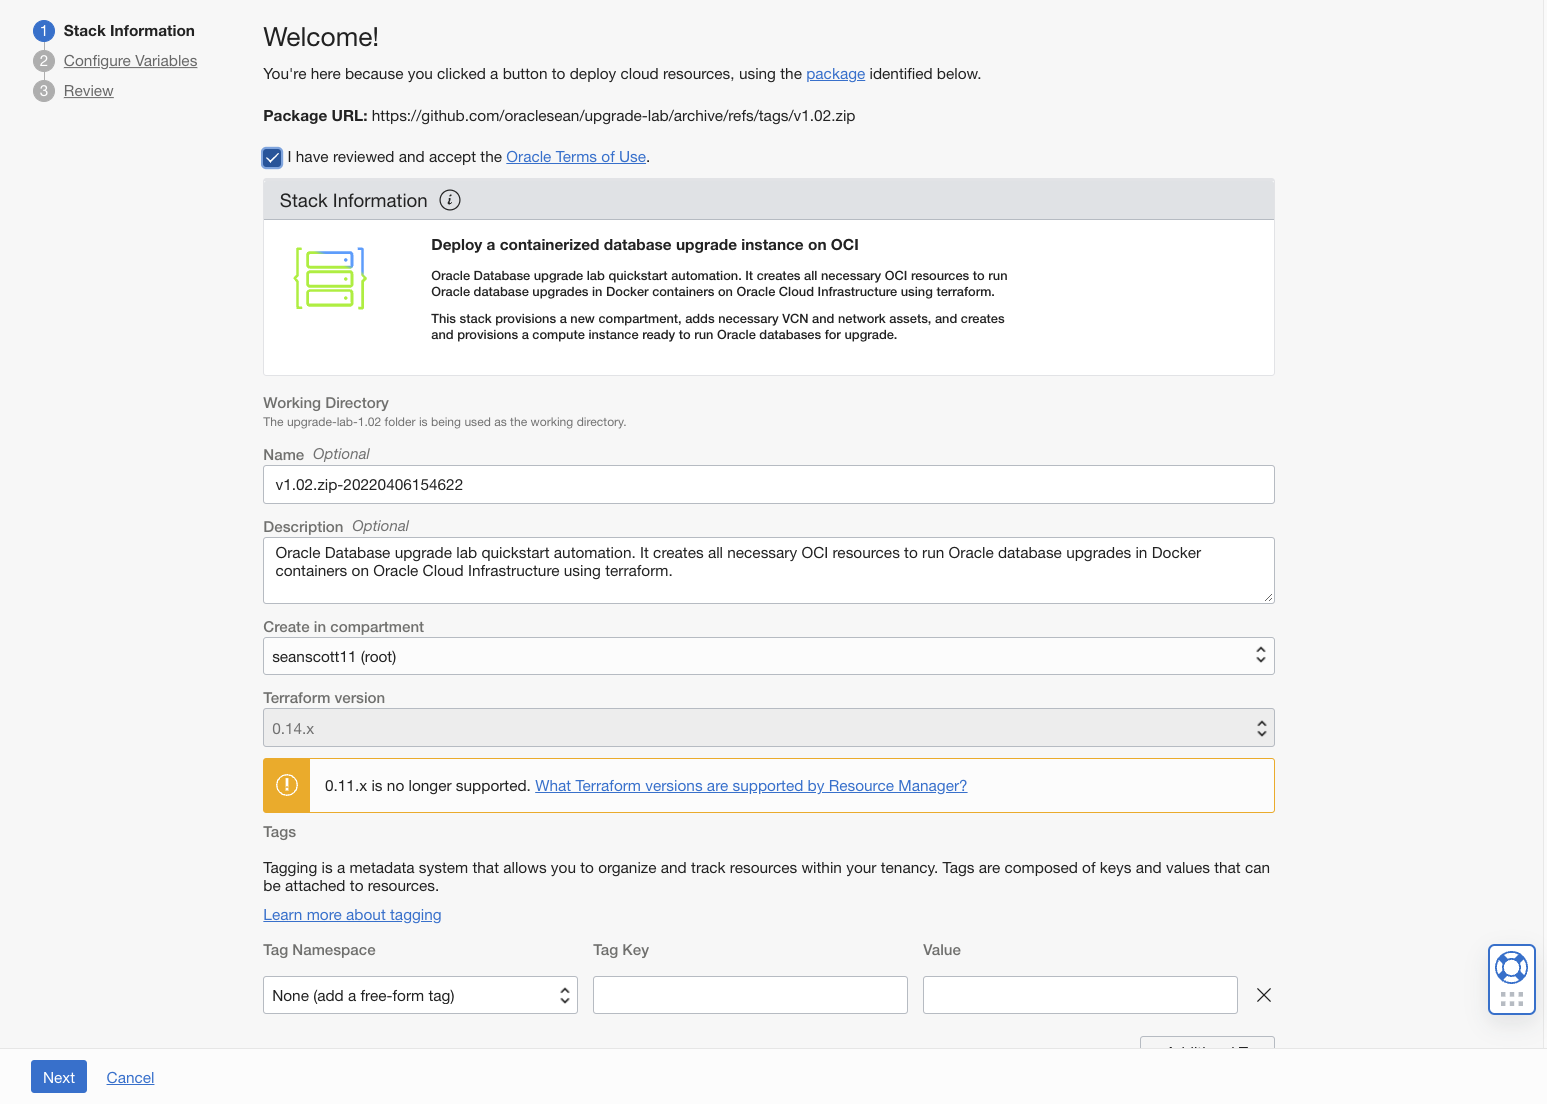 1 Stack Information
2 Configure Variables
3 Review
Welcome!
You're here because you clicked a button to deploy cloud resources, using the package identified below.
Package URL: https://github.com/oraclesean/upgrade-lab/archive/refs/tags/v1.02.zip
I have reviewed and accept the Oracle Terms of Use.
Stack Information i
Deploy a containerized database upgrade instance on OCI
Oracle Database upgrade lab quickstart automation. It creates all necessary OCI resources to run
Oracle database upgrades in Docker containers on Oracle Cloud Infrastructure using terraform.
This stack provisions a new compartment, adds necessary VCN and network assets, and creates
and provisions a compute instance ready to run Oracle databases for upgrade.
Working Directory
The upgrade-lab-1.02 folder is being used as the working directory.
Name Optional
v1.02.zip-20220406154622
Description Optional
Oracle Database upgrade lab quickstart automation. It creates all necessary OCI resources to run Oracle database upgrades in Docker
containers on Oracle Cloud Infrastructure using terraform.
Create in compartment
seanscott11 (root)
Terraform version
0.14.x
0.11.x is no longer supported. What Terraform versions are supported by Resource Manager?
Tags
Tagging is a metadata system that allows you to organize and track resources within your tenancy. Tags are composed of keys and values that can
be attached to resources.
Learn more about tagging
Tag Namespace Tag Key Value
None (add a free-form tag)
Next Cancel